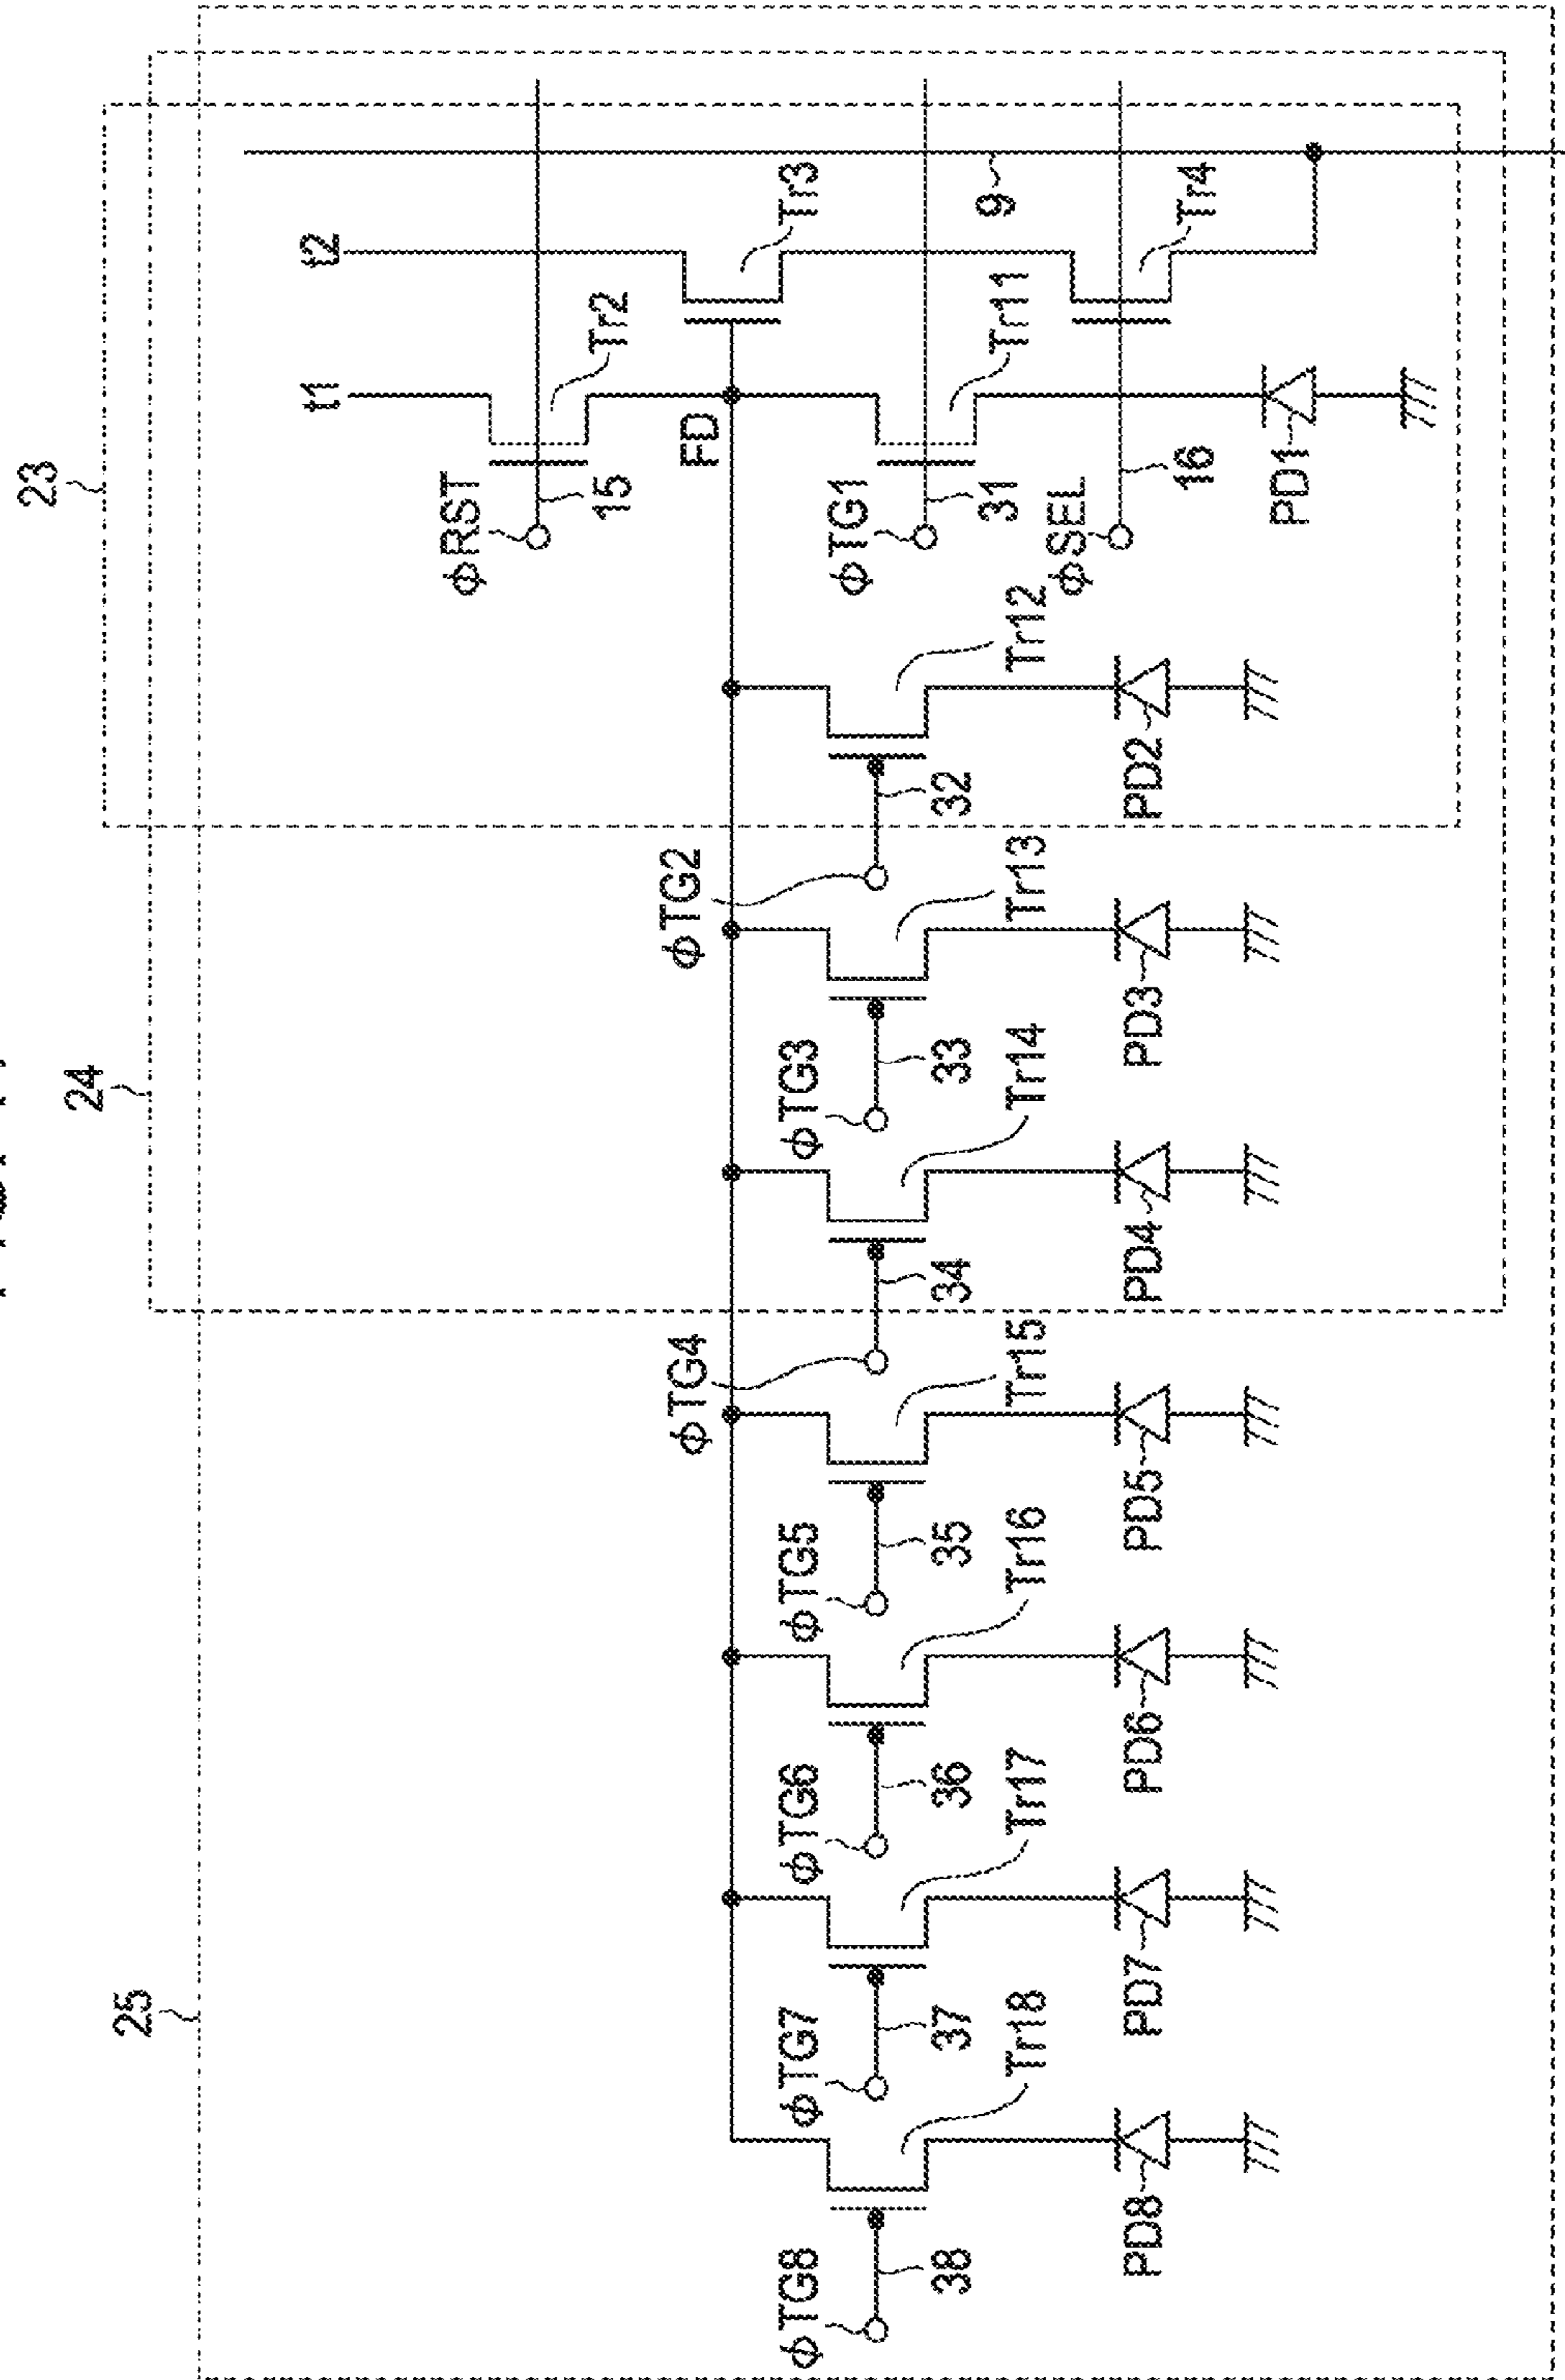 23
24
25
t1
t2
φRST
15
Tr2
Tr3
FD
9
φTG1
31
Tr11
φSEL
16
Tr4
PD1
φTG2
32
Tr12
PD2
φTG3
33
Tr13
PD3
φTG4
34
Tr14
PD4
φTG5
35
Tr15
PD5
φTG6
36
Tr16
PD6
φTG7
37
Tr17
PD7
φTG8
38
Tr18
PD8